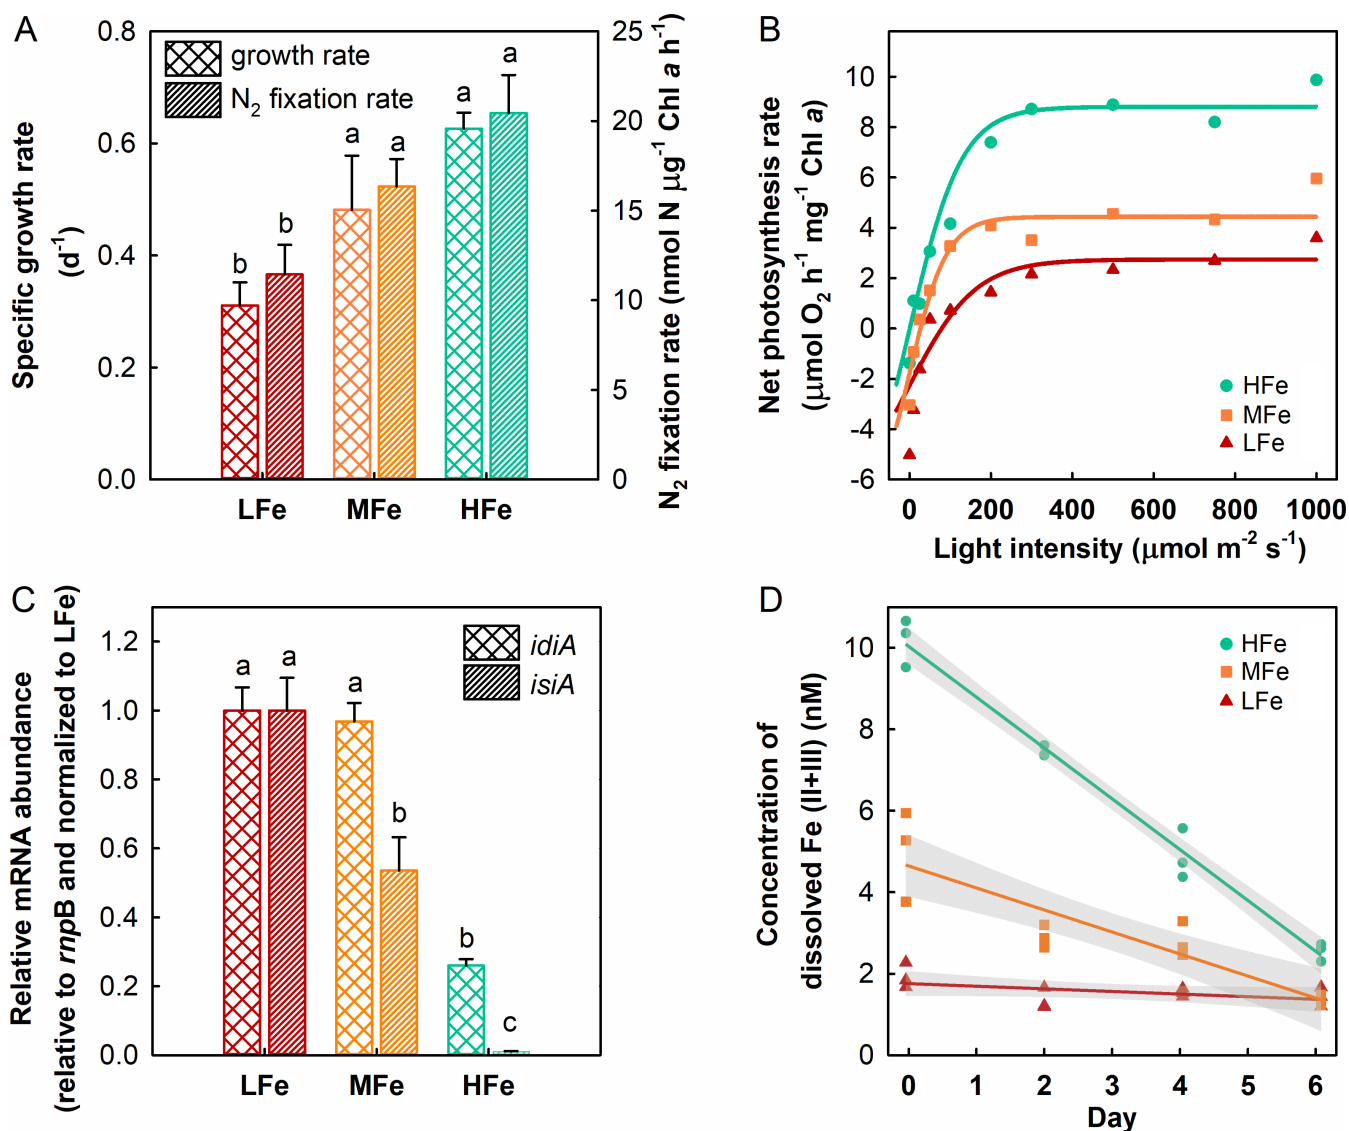 A
growth rate
N2 fixation rate
b
b
a
a
a
a
0.8
0.6
0.4
0.2
0.0
25
20
15
10
5
0
Specific growth rate
(d-1)
N2 fixation rate (nmol N μg-1 Chl a h-1)
LFe MFe HFe
B
10
8
6
4
2
0
-2
-4
-6
Net photosynthesis rate
(μmol O2 h-1 mg-1 Chl a)
HFe
MFe
LFe
0 200 400 600 800 1000
Light intensity (μmol m-2 s-1)
C
idiA
isiA
a
a
a
b
b
c
1.2
1.0
0.8
0.6
0.4
0.2
0.0
Relative mRNA abundance
(relative to rnpB and normalized to LFe)
LFe MFe HFe
D
HFe
MFe
LFe
10
8
6
4
2
0
Concentration of
dissolved Fe (II+III) (nM)
0 1 2 3 4 5 6
Day